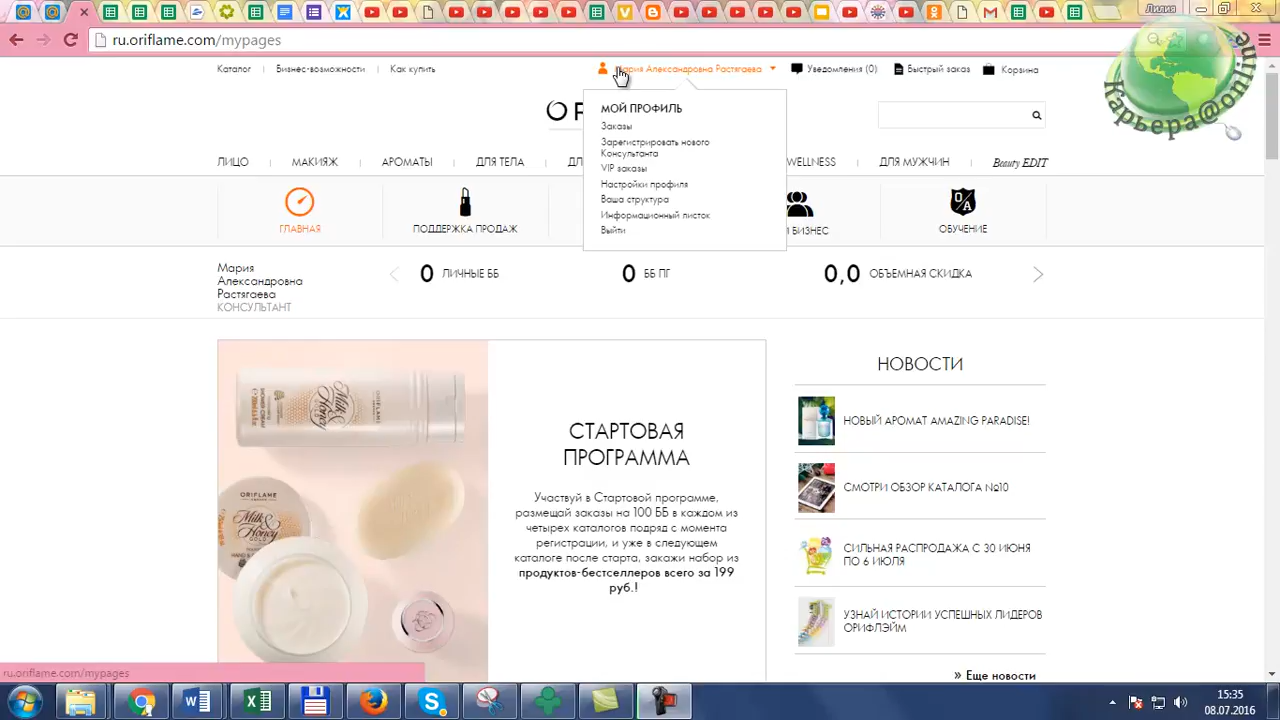 Лилия
ru.oriflame.com/mypages
Каталог
Бизнес-возможности
Как купить
Александровна Растягаева
Уведомления (0)
Быстрый заказ
Корзина
Карьера@online
МОЙ ПРОФИЛЬ
Заказы
Зарегистрировать нового
Консультанта
VIP заказы
Настройки профиля
Ваша структура
Информационный листок
Выйти
ЛИЦО
МАКИЯЖ
АРОМАТЫ
ДЛЯ ТЕЛА
WELLNESS
ДЛЯ МУЖЧИН
Beauty EDIT
ГЛАВНАЯ
ПОДДЕРЖКА ПРОДАЖ
БИЗНЕС
ОБУЧЕНИЕ
Мария
Александровна
Растягаева
КОНСУЛЬТАНТ
0 ЛИЧНЫЕ ББ
0 ББ ПГ
0,0 ОБЪЕМНАЯ СКИДКА
СТАРТОВАЯ
ПРОГРАММА
Участвуй в Стартовой программе,
размещай заказы на 100 ББ в каждом из
четырех каталогов подряд с момента
регистрации, и уже в следующем
каталоге после старта, закажи набор из
продуктов-бестселлеров всего за 199
руб.!
ORIFLAME
Milk & Honey
GOLD
НОВОСТИ
НОВЫЙ АРОМАТ AMAZING PARADISE!
СМОТРИ ОБЗОР КАТАЛОГА №10
СИЛЬНАЯ РАСПРОДАЖА С 30 ИЮНЯ
ПО 6 ИЮЛЯ
УЗНАЙ ИСТОРИИ УСПЕШНЫХ ЛИДЕРОВ
ОРИФЛЭЙМ
» Еще новости
ru.oriflame.com/mypages
15:35
08.07.2016